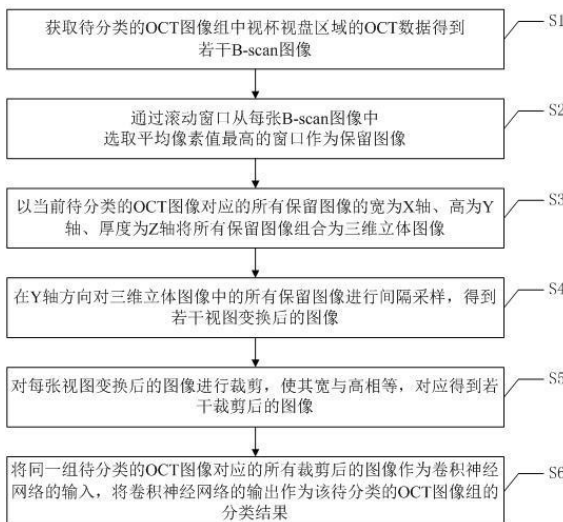 获取待分类的OCT图像组中视杯视盘区域的OCT数据得到
若干B-scan图像
S1
通过滚动窗口从每张B-scan图像中
选取平均像素值最高的窗口作为保留图像
S2
以当前待分类的OCT图像对应的所有保留图像的宽为X轴、高为Y
轴、厚度为Z轴将所有保留图像组合为三维立体图像
S3
在Y轴方向对三维立体图像中的所有保留图像进行间隔采样，得到
若干视图变换后的图像
S4
对每张视图变换后的图像进行裁剪，使其宽与高相等，对应得到若
干裁剪后的图像
S5
将同一组待分类的OCT图像对应的所有裁剪后的图像作为卷积神经
网络的输入，将卷积神经网络的输出作为该待分类的OCT图像组的
分类结果
S6